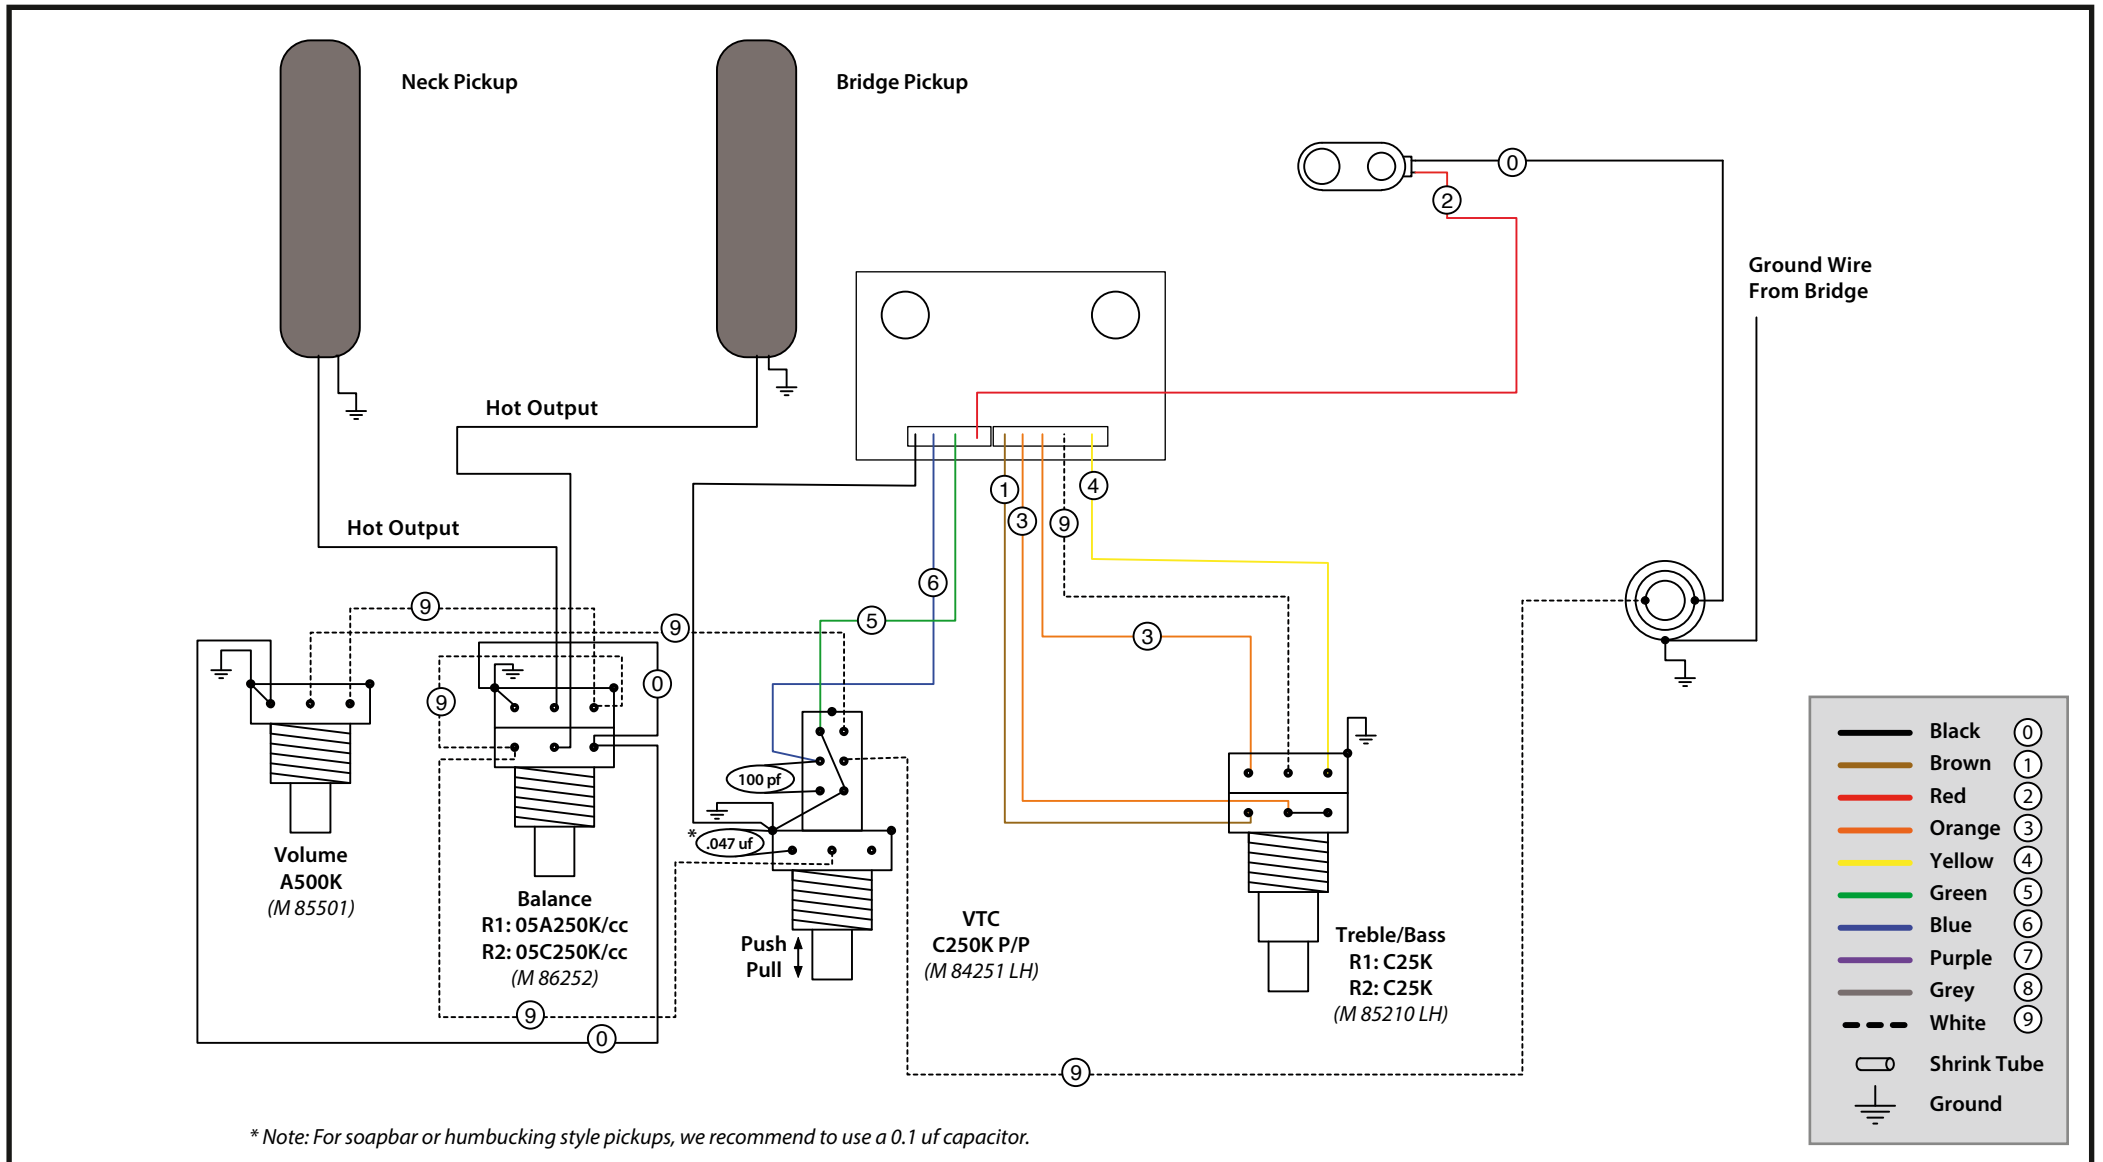 Neck Pickup
Bridge Pickup
0
2
Ground Wire
From Bridge
Hot Output
1
4
3
9
Hot Output
6
9
5
9
3
0
9
100 pf
* .047 uf
Volume
A500K
(M 85501)
Balance
R1: 05A250K/cc
R2: 05C250K/cc
(M 86252)
Push
Pull
VTC
C250K P/P
(M 84251 LH)
Treble/Bass
R1: C25K
R2: C25K
(M 85210 LH)
9
0
9
Black 0
Brown 1
Red 2
Orange 3
Yellow 4
Green 5
Blue 6
Purple 7
Grey 8
White 9
Shrink Tube
Ground
* Note: For soapbar or humbucking style pickups, we recommend to use a 0.1 uf capacitor.